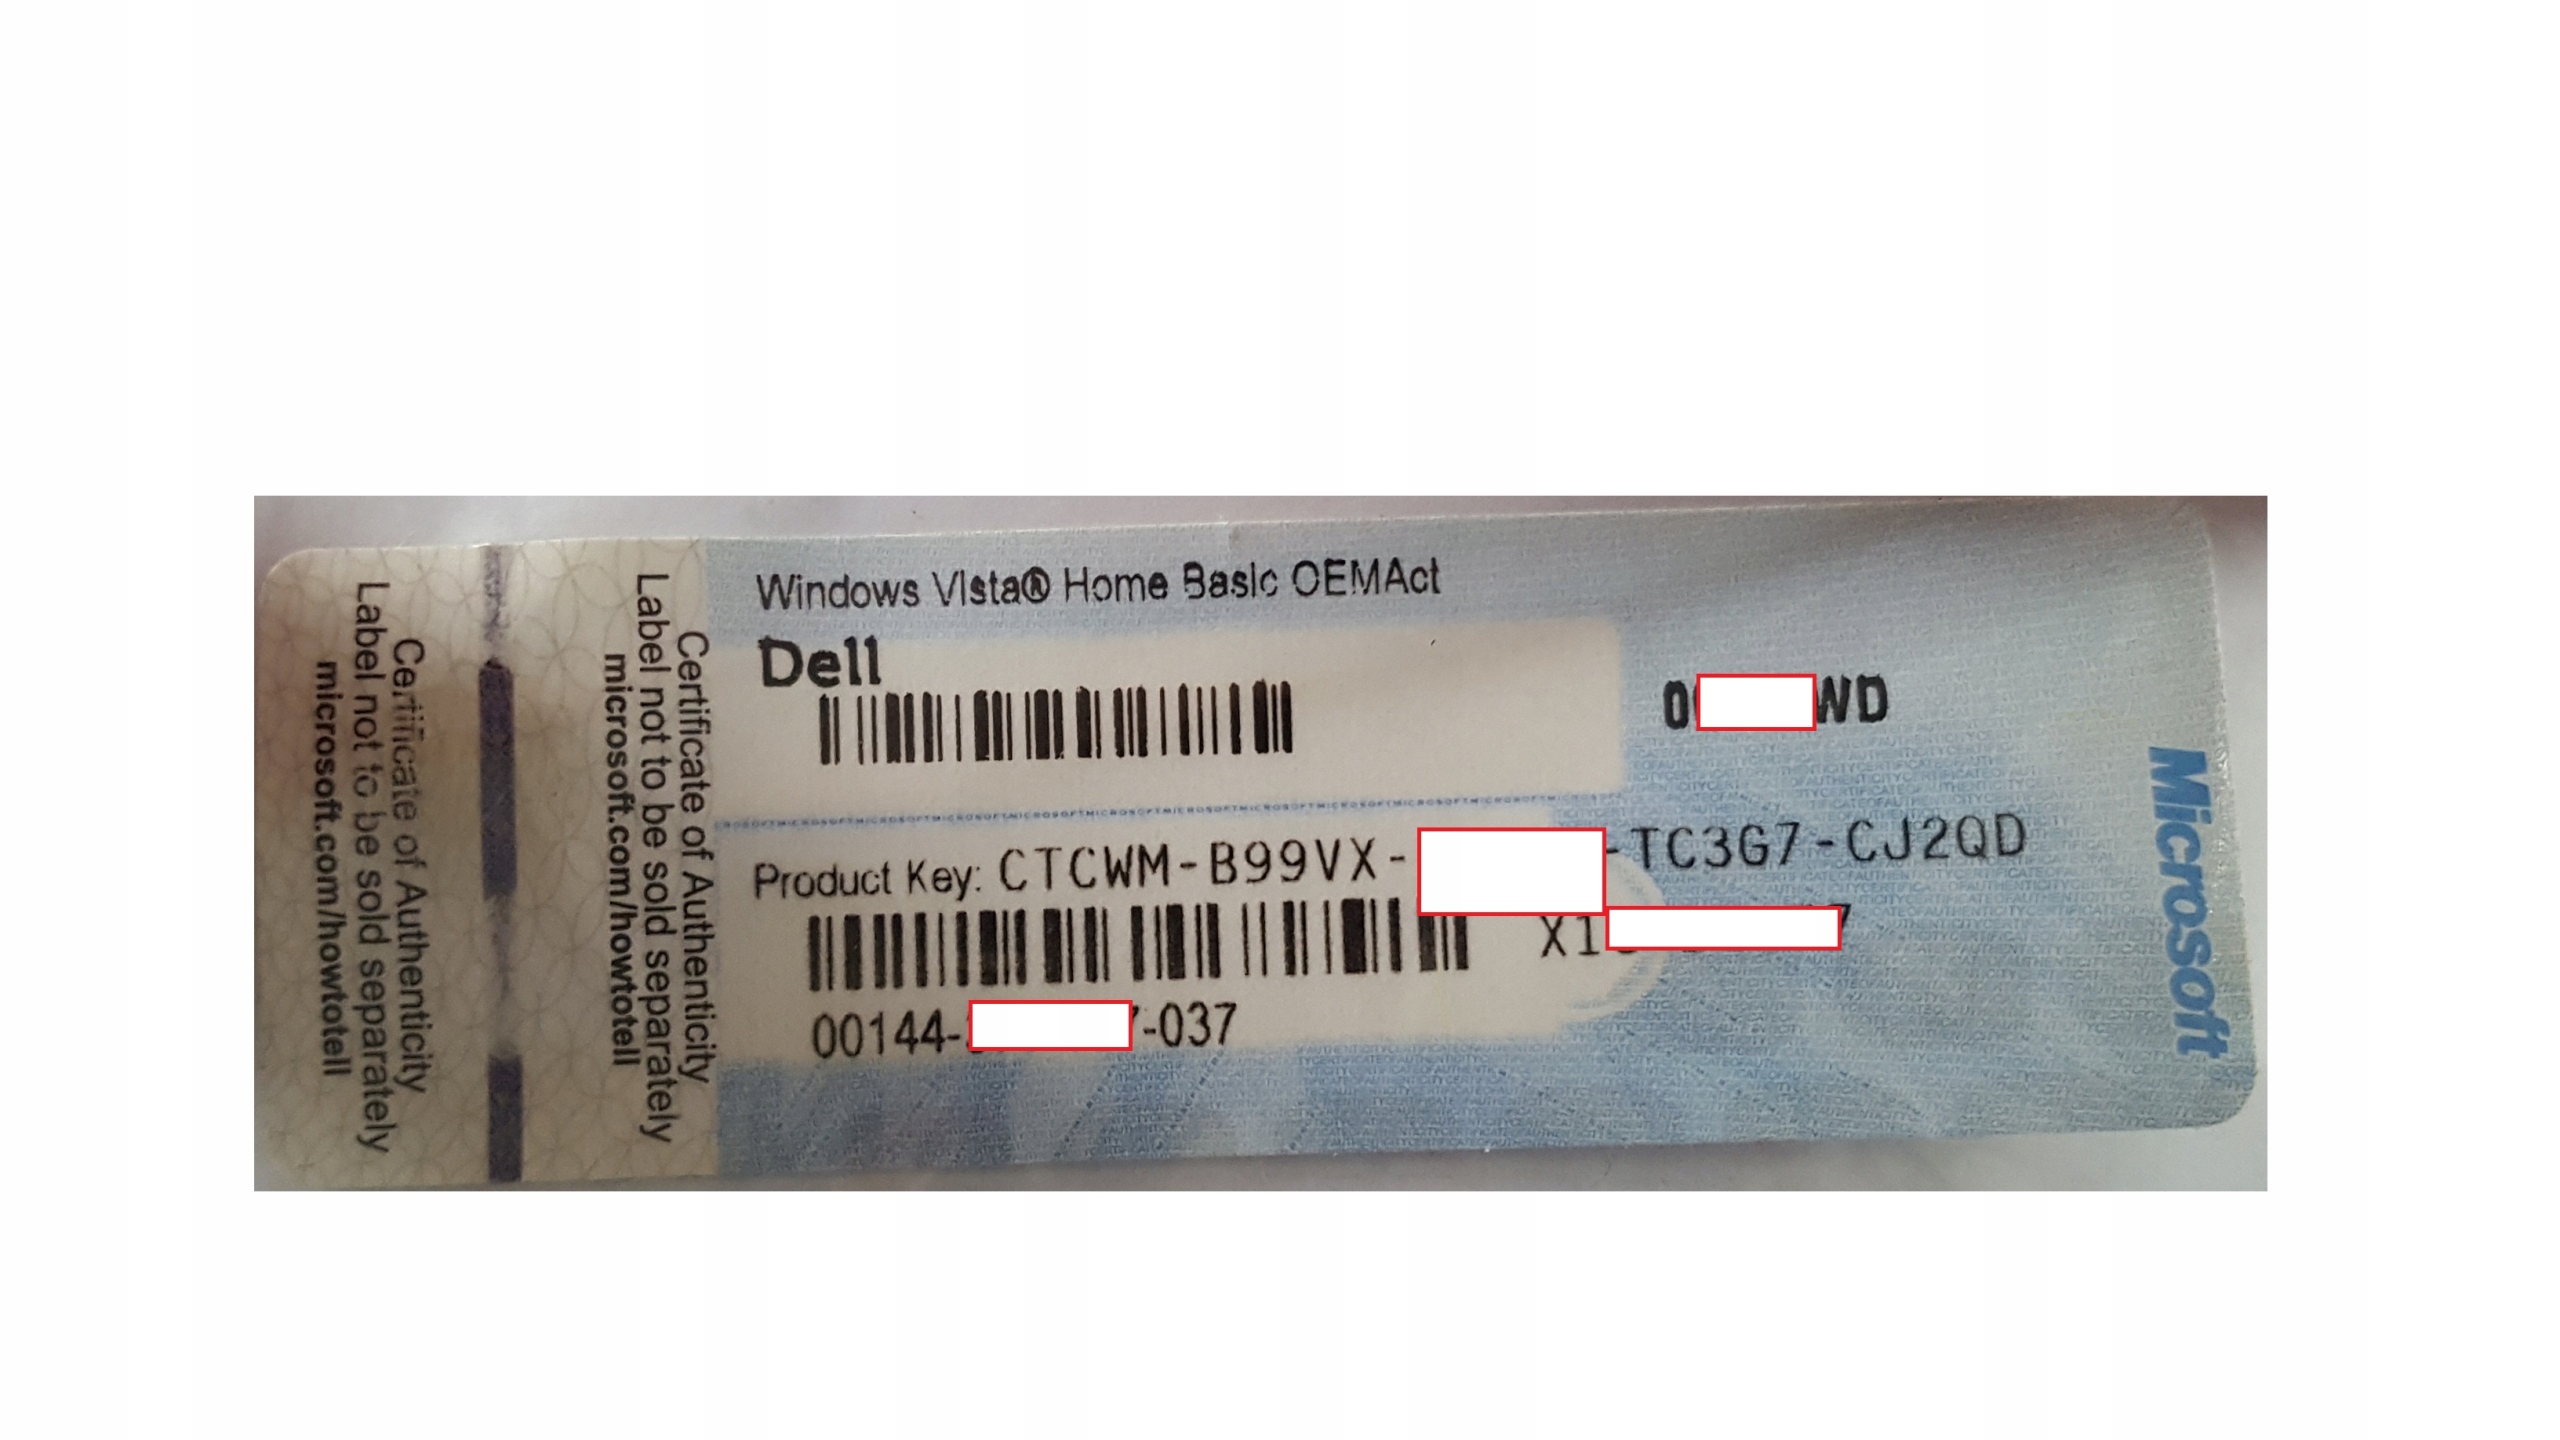 Windows Vista® Home Basic OEMAct
Dell
0 WD
Product Key: CTCWM-B99VX- -TC3G7-CJ2QD
X1
00144- -037
Microsoft
Certificate of Authenticity
Label not to be sold separately
microsoft.com/howtotell
Certificate of Authenticity
Label not to be sold separately
microsoft.com/howtotell